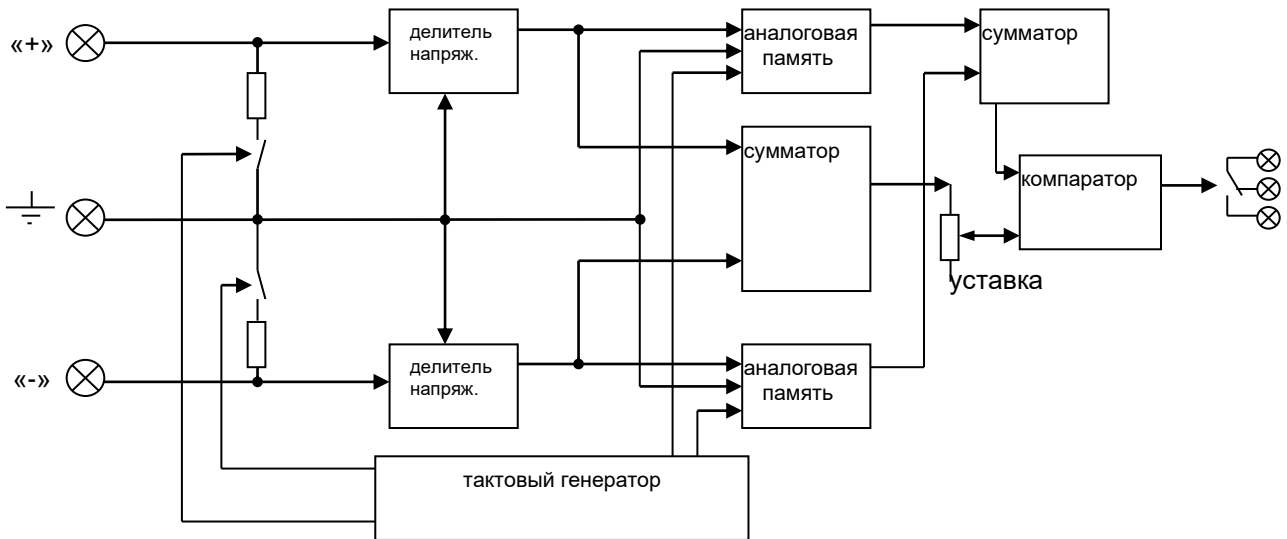 «+»
делитель
напряж.
аналоговая
память
сумматор
сумматор
компаратор
уставка
«-»
делитель
напряж.
аналоговая
память
тактовый генератор